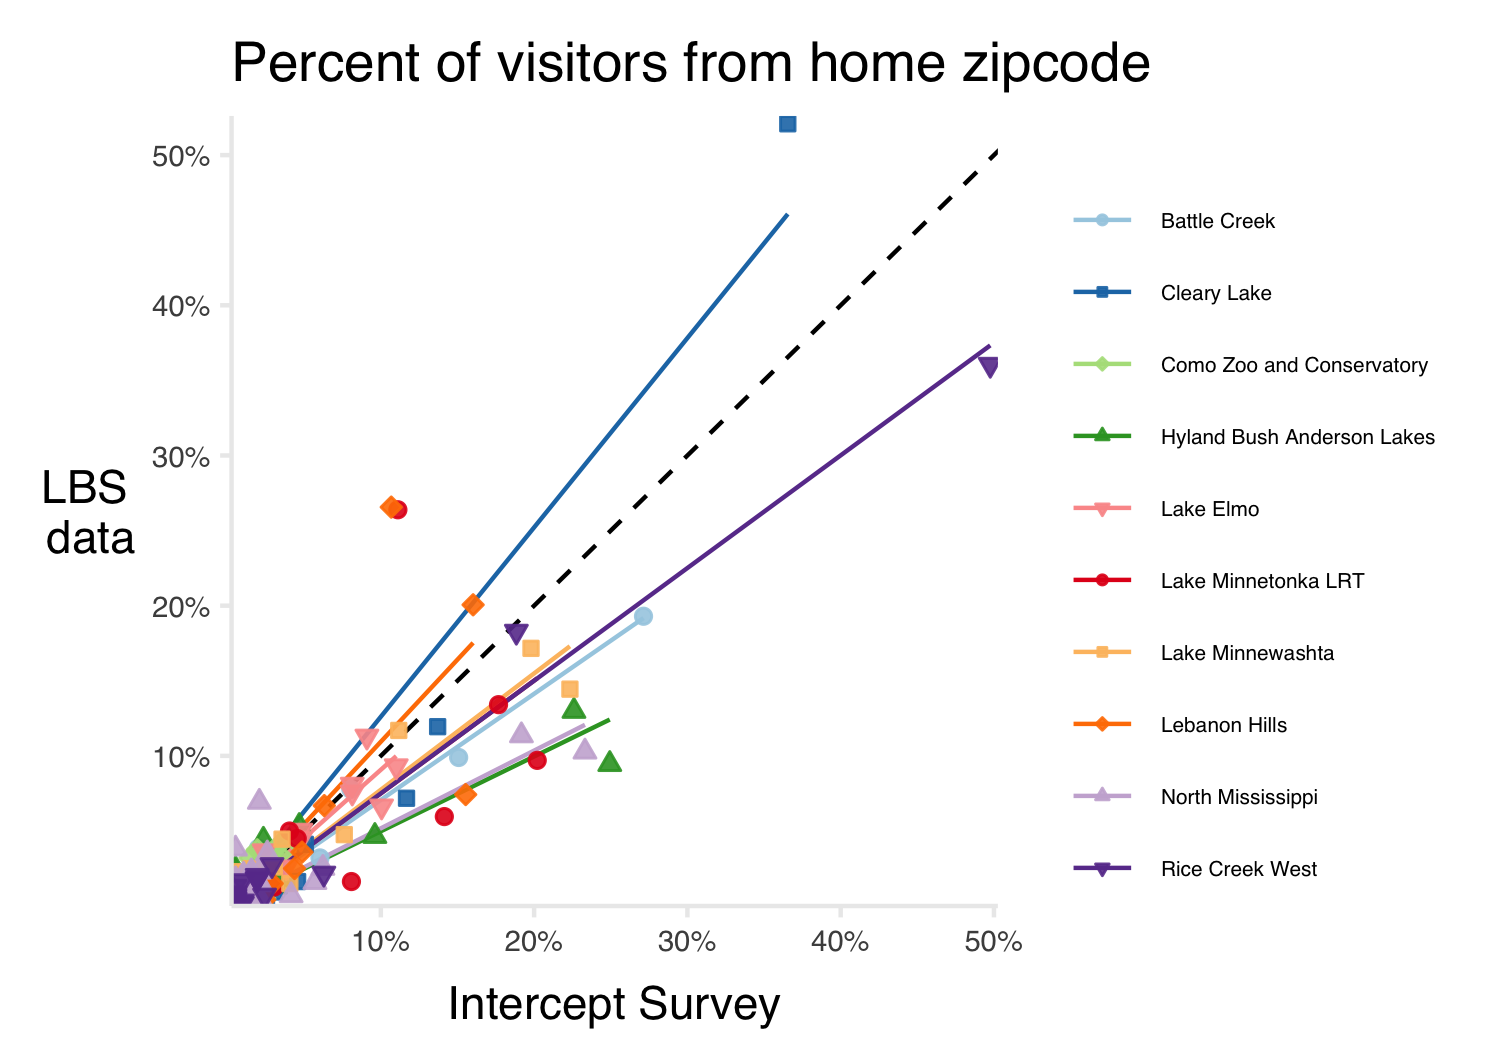 Percent of visitors from home zipcode
50%
40%
30%
20%
10%
LBS
data
10%
20%
30%
40%
50%
Intercept Survey
Battle Creek
Cleary Lake
Como Zoo and Conservatory
Hyland Bush Anderson Lakes
Lake Elmo
Lake Minnetonka LRT
Lake Minnewashta
Lebanon Hills
North Mississippi
Rice Creek West